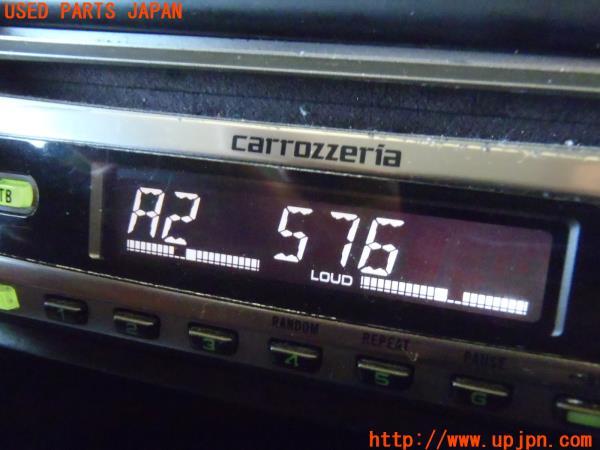 USED PARTS JAPAN
carrozzeria
TB
A2 576
LOUD
RANDOM REPEAT PAUSE
1 2 3 4 5 6
http://www.upjpn.com/